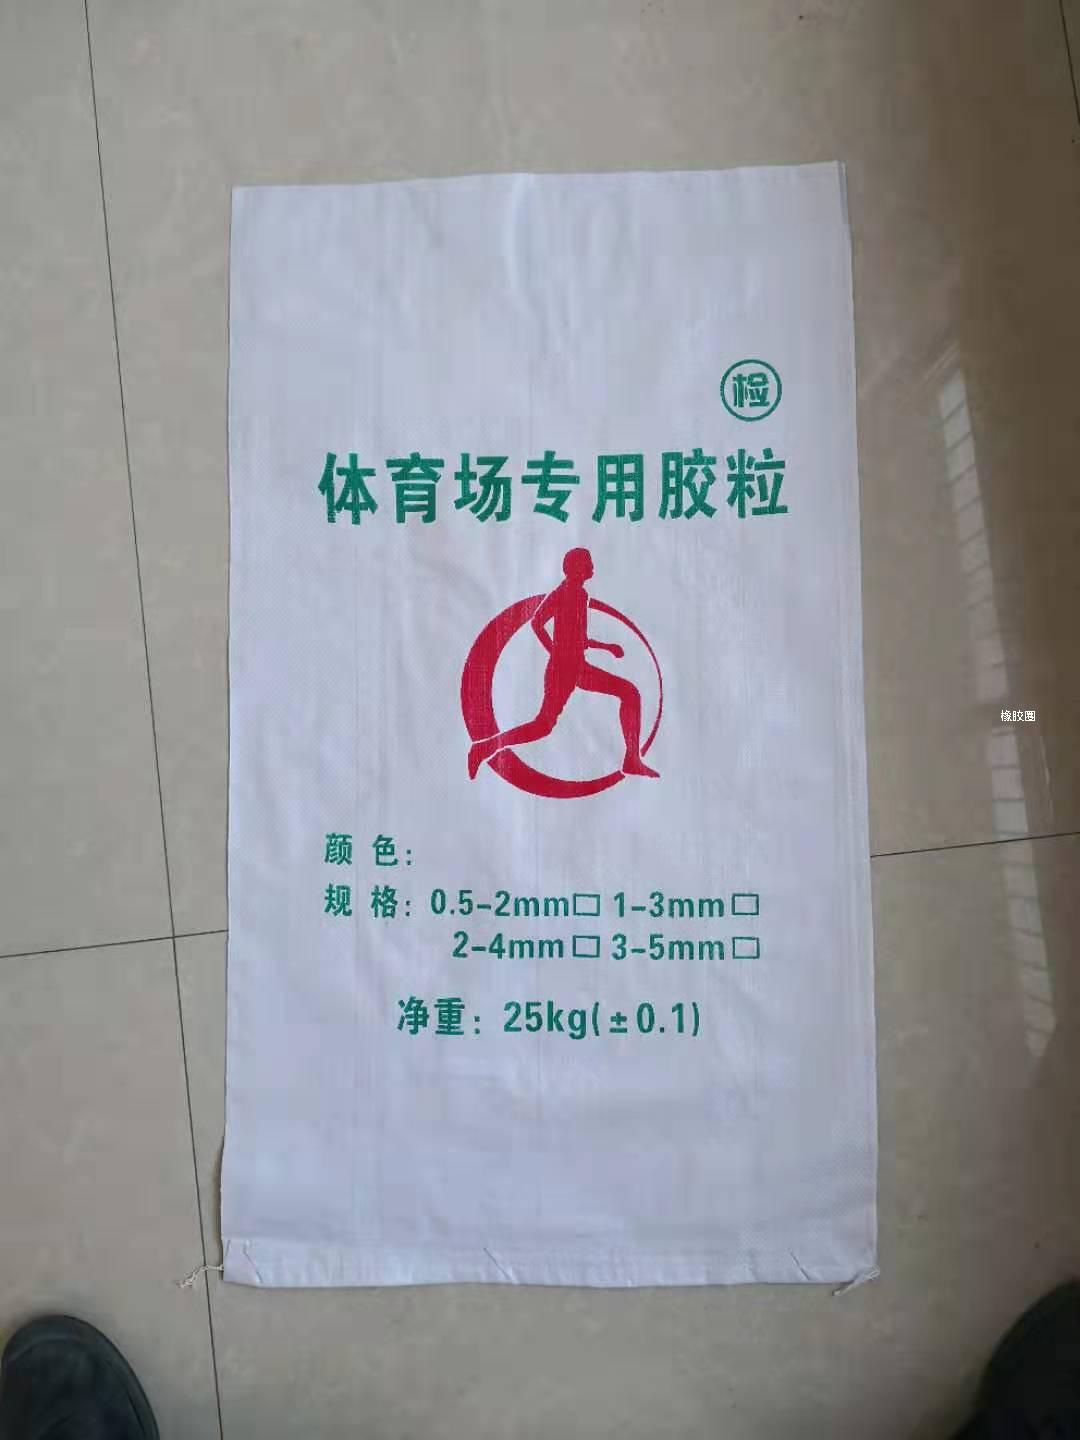 检
体育场专用胶粒
橡胶圈
颜 色:
规 格: 0.5-2mm□ 1-3mm□
2-4mm□ 3-5mm□
净重: 25kg(±0.1)